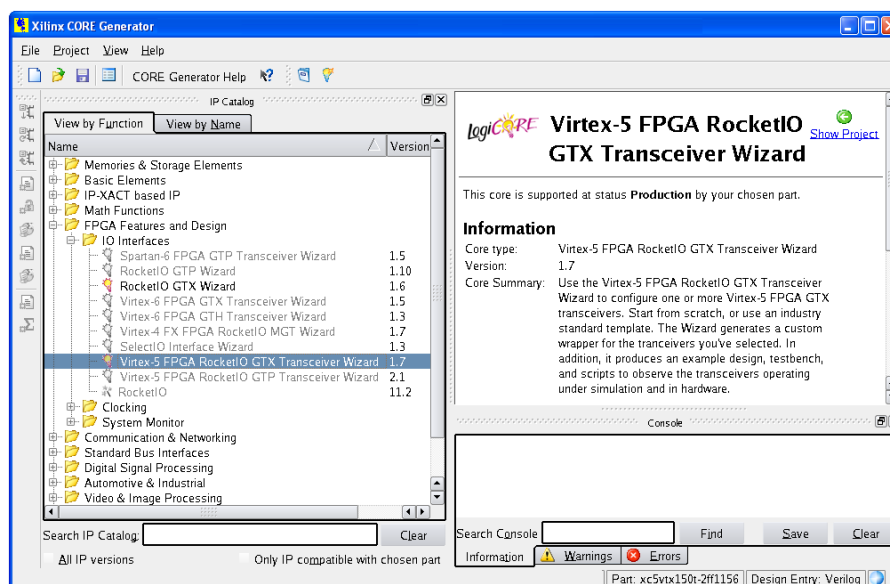 Xilinx CORE Generator
File Project View Help
CORE Generator Help
IP Catalog
View by Function View by Name
Name Version
Memories & Storage Elements
Basic Elements
IP-XACT based IP
Math Functions
FPGA Features and Design
IO Interfaces
Spartan-6 FPGA GTP Transceiver Wizard 1.5
RocketIO GTP Wizard 1.10
RocketIO GTX Wizard 1.6
Virtex-6 FPGA GTX Transceiver Wizard 1.5
Virtex-6 FPGA GTH Transceiver Wizard 1.3
Virtex-4 FX FPGA RocketIO MGT Wizard 1.7
SelectIO Interface Wizard 1.3
Virtex-5 FPGA RocketIO GTX Transceiver Wizard 1.7
Virtex-5 FPGA RocketIO GTP Transceiver Wizard 2.1
RocketIO 11.2
Clocking
System Monitor
Communication & Networking
Standard Bus Interfaces
Digital Signal Processing
Automotive & Industrial
Video & Image Processing
Search IP Catalog: Clear
All IP versions Only IP compatible with chosen part
LogiCORE
Virtex-5 FPGA RocketIO
GTX Transceiver Wizard
Show Project
This core is supported at status Production by your chosen part.
Information
Core type: Virtex-5 FPGA RocketIO GTX Transceiver Wizard
Version: 1.7
Core Summary: Use the Virtex-5 FPGA RocketIO GTX Transceiver
Wizard to configure one or more Virtex-5 FPGA GTX
transceivers. Start from scratch, or use an industry
standard template. The Wizard generates a custom
wrapper for the tranceivers you've selected. In
addition, it produces an example design, testbench,
and scripts to observe the transceivers operating
under simulation and in hardware.
Console
Search Console Find Save Clear
Information Warnings Errors
Part: xc5vtx150t-2ff1156 Design Entry: Verilog